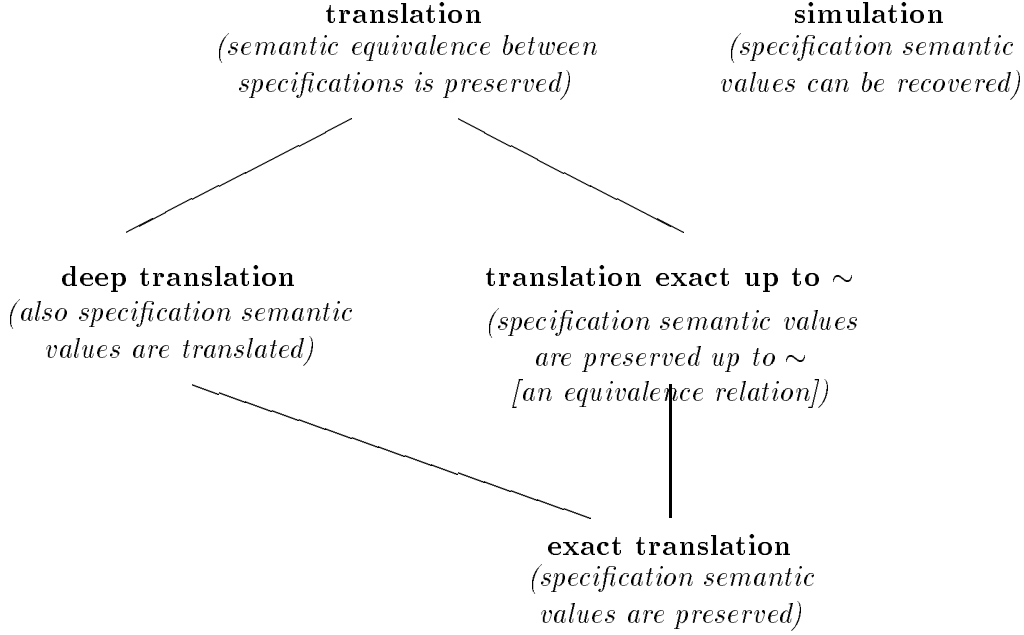 translation
(semantic equivalence between
specifications is preserved)
simulation
(specification semantic
values can be recovered)
deep translation
(also specification semantic
values are translated)
translation exact up to ∼
(specification semantic values
are preserved up to ∼
[an equivalence relation])
exact translation
(specification semantic
values are preserved)